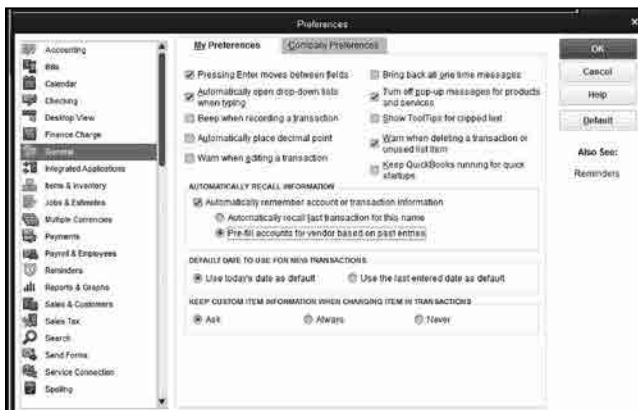 Preferences
Accounting
Bills
Calendar
Checking
Desktop View
Finance Charge
General
Integrated Applications
Items & Inventory
Jobs & Estimates
Multiple Currencies
Payments
Payroll & Employees
Reminders
Reports & Graphs
Sales & Customers
Sales Tax
Search
Send Forms
Service Connection
Spelling
My Preferences
Company Preferences
Pressing Enter moves between fields
Automatically open drop-down lists
when typing
Beep when recording a transaction
Automatically place decimal point
Warn when editing a transaction
Bring back all one time messages
Turn off pop-up messages for products
and services
Show ToolTips for clipped text
Warn when deleting a transaction or
unused list item
Keep QuickBooks running for quick
startups
AUTOMATICALLY RECALL INFORMATION
Automatically remember account or transaction information
Automatically recall last transaction for this name
Pre-fill accounts for vendor based on past entries
DEFAULT DATE TO USE FOR NEW TRANSACTIONS
Use today's date as default
Use the last entered date as default
KEEP CUSTOM ITEM INFORMATION WHEN CHANGING ITEM IN TRANSACTIONS
Ask
Always
Never
OK
Cancel
Help
Default
Also See:
Reminders